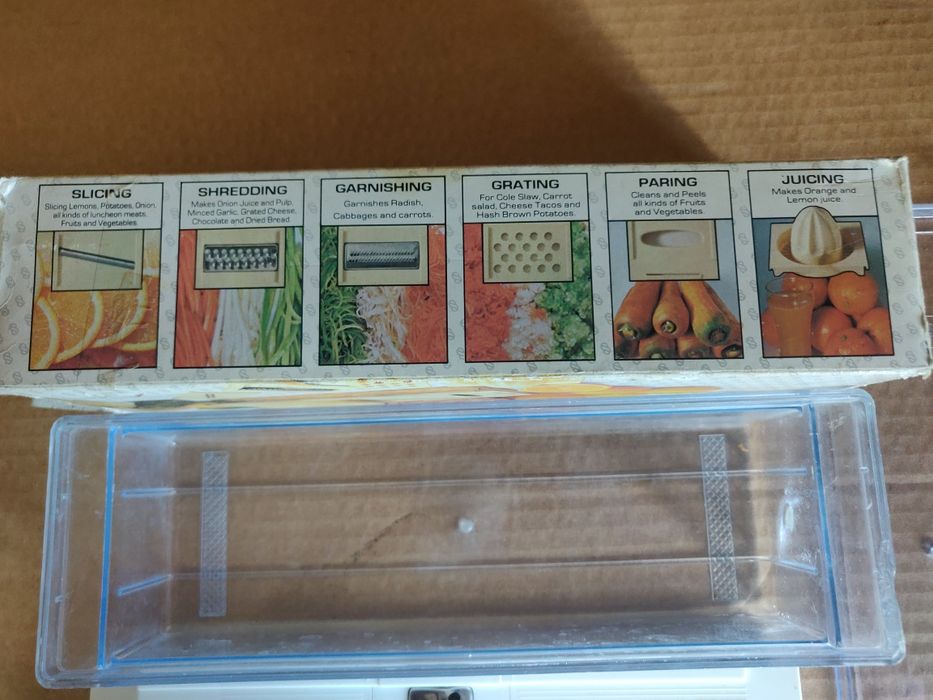 SLICING
Slicing Lemons, Potatoes, Onion,
all kinds of luncheon meats,
Fruits and Vegetables.
SHREDDING
Makes Onion Juice and Pulp,
Minced Garlic, Grated Cheese,
Chocolate and Dried Bread.
GARNISHING
Garnishes Radish,
Cabbages and carrots.
GRATING
For Cole Slaw, Carrot
salad, Cheese Tacos and
Hash Brown Potatoes.
PARING
Cleans and Peels
all kinds of Fruits
and Vegetables.
JUICING
Makes Orange and
Lemon juice.